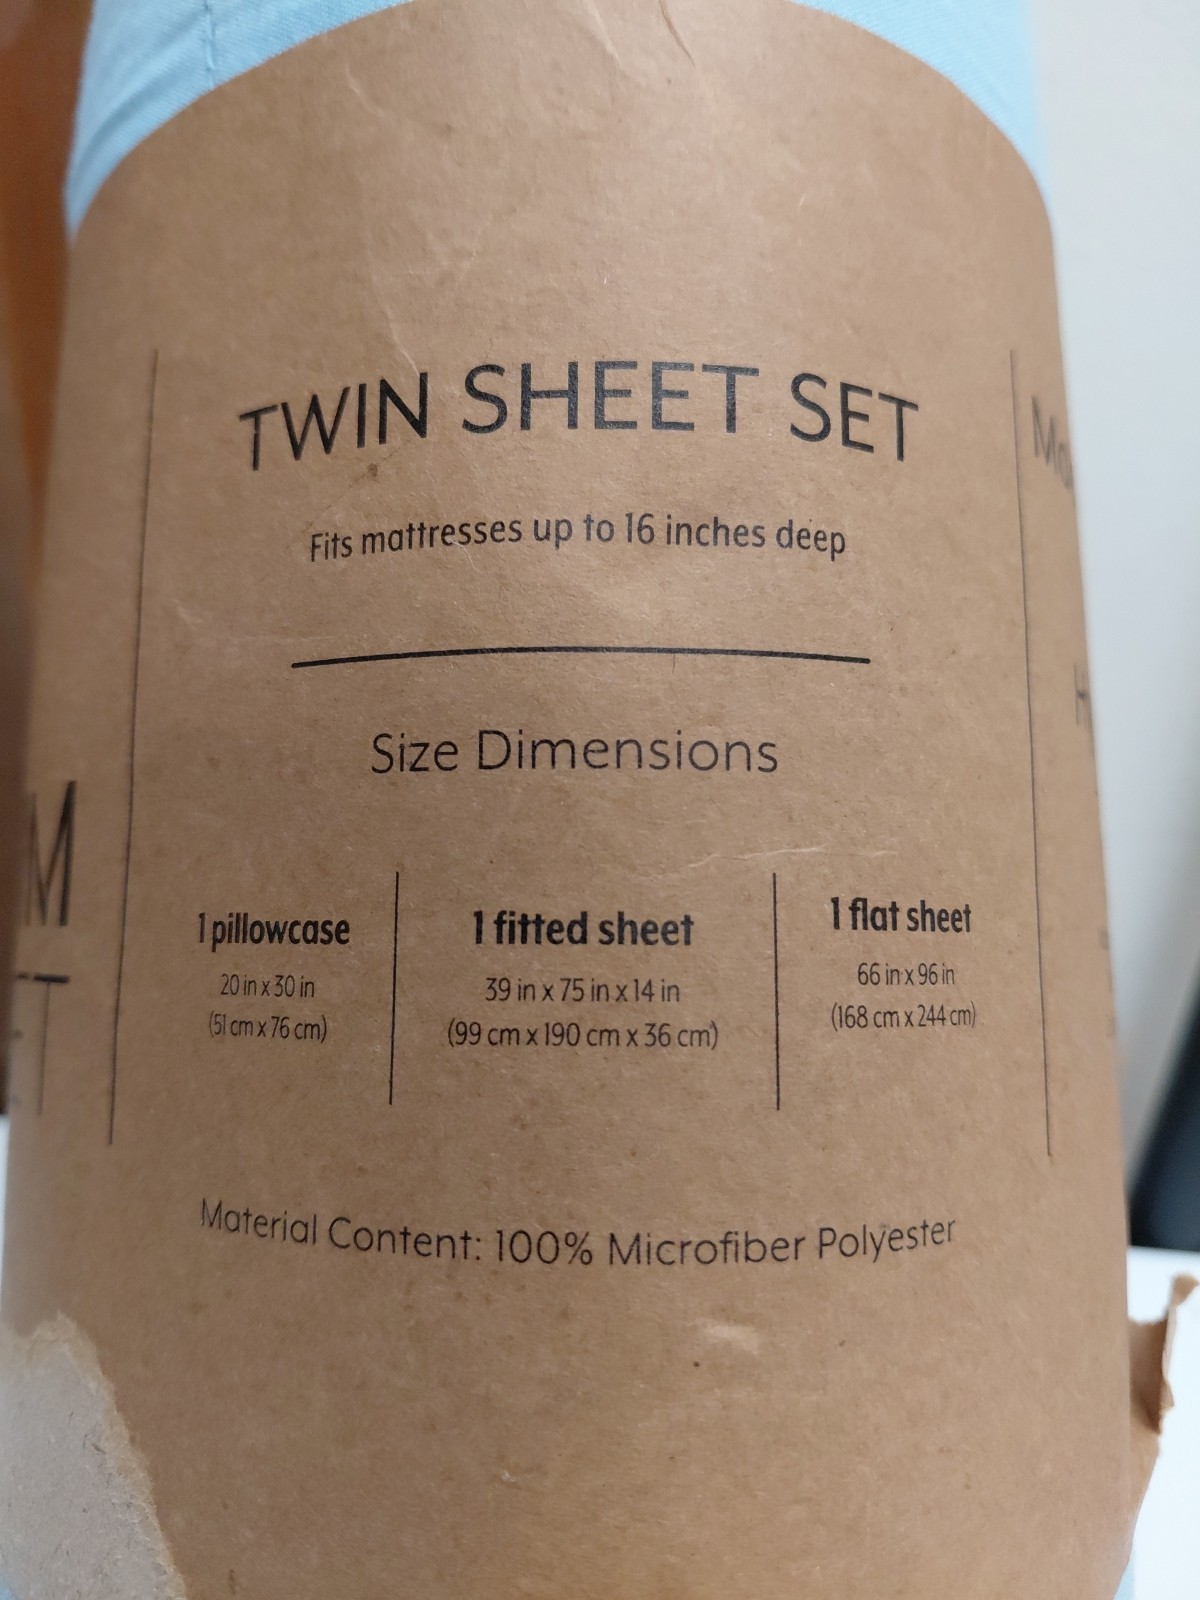 TWIN SHEET SET
Fits mattresses up to 16 inches deep
Size Dimensions
1 pillowcase
20 in x 30 in
(51 cm x 76 cm)
1 fitted sheet
39 in x 75 in x 14 in
(99 cm x 190 cm x 36 cm)
1 flat sheet
66 in x 96 in
(168 cm x 244 cm)
Material Content: 100% Microfiber Polyester